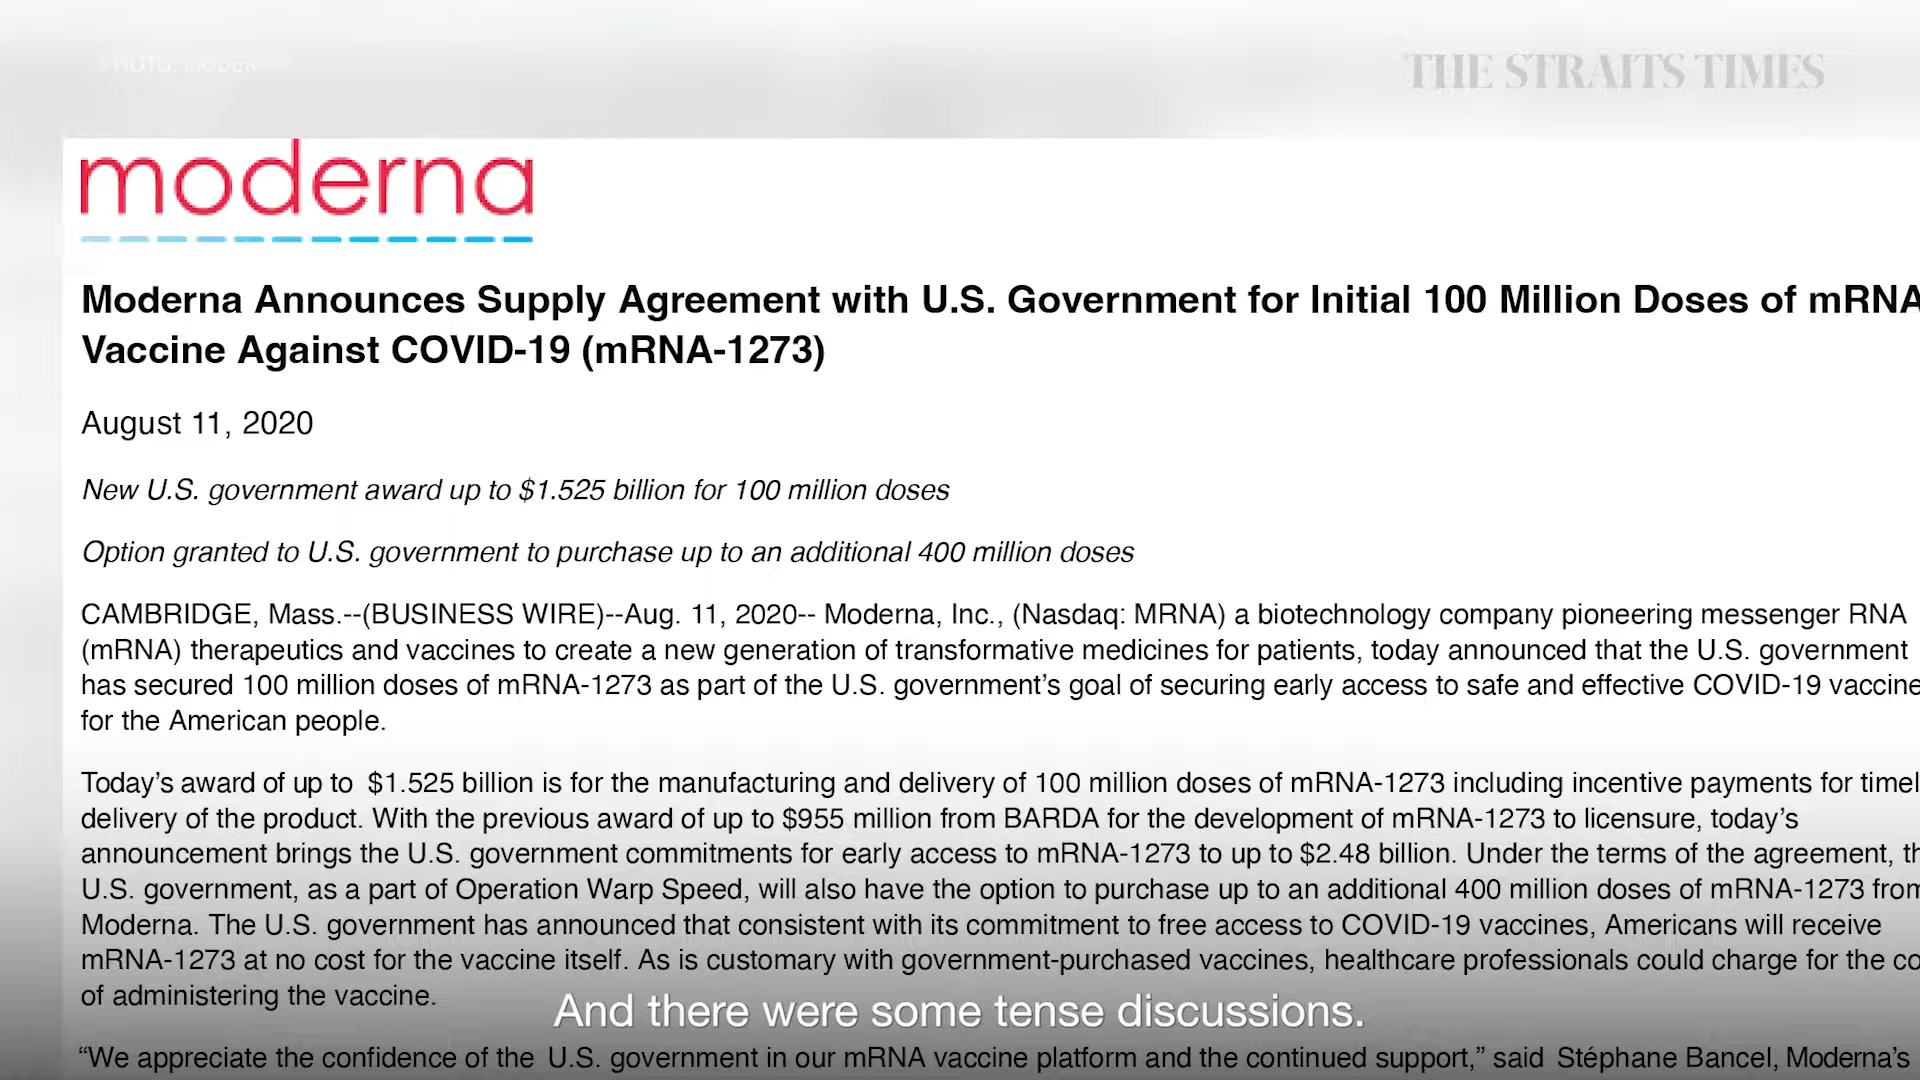 THE STRAITS TIMES
moderna
Moderna Announces Supply Agreement with U.S. Government for Initial 100 Million Doses of mRNA
Vaccine Against COVID-19 (mRNA-1273)
August 11, 2020
New U.S. government award up to $1.525 billion for 100 million doses
Option granted to U.S. government to purchase up to an additional 400 million doses
CAMBRIDGE, Mass.--(BUSINESS WIRE)--Aug. 11, 2020-- Moderna, Inc., (Nasdaq: MRNA) a biotechnology company pioneering messenger RNA
(mRNA) therapeutics and vaccines to create a new generation of transformative medicines for patients, today announced that the U.S. government
has secured 100 million doses of mRNA-1273 as part of the U.S. government’s goal of securing early access to safe and effective COVID-19 vaccine
for the American people.
Today’s award of up to $1.525 billion is for the manufacturing and delivery of 100 million doses of mRNA-1273 including incentive payments for timel
delivery of the product. With the previous award of up to $955 million from BARDA for the development of mRNA-1273 to licensure, today’s
announcement brings the U.S. government commitments for early access to mRNA-1273 to up to $2.48 billion. Under the terms of the agreement, th
U.S. government, as a part of Operation Warp Speed, will also have the option to purchase up to an additional 400 million doses of mRNA-1273 from
Moderna. The U.S. government has announced that consistent with its commitment to free access to COVID-19 vaccines, Americans will receive
mRNA-1273 at no cost for the vaccine itself. As is customary with government-purchased vaccines, healthcare professionals could charge for the co
of administering the vaccine.
And there were some tense discussions.
“We appreciate the confidence of the U.S. government in our mRNA vaccine platform and the continued support,” said Stéphane Bancel, Moderna’s